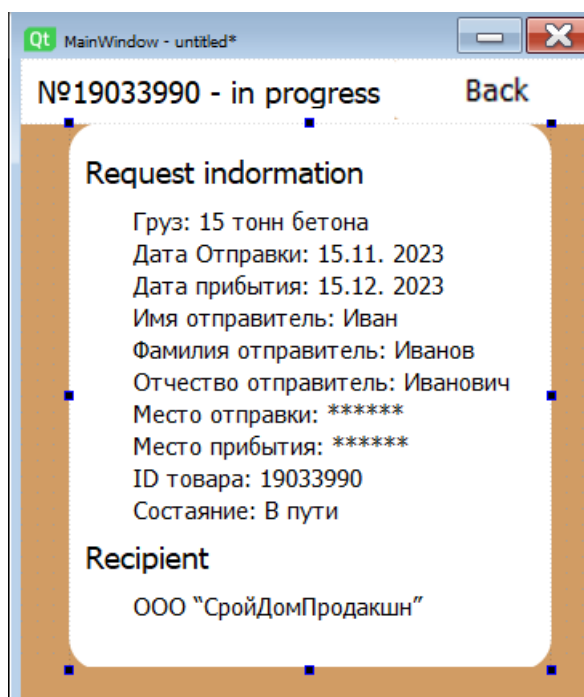 Qt MainWindow - untitled*
№19033990 - in progress Back
Request indormation
Груз: 15 тонн бетона
Дата Отправки: 15.11. 2023
Дата прибытия: 15.12. 2023
Имя отправитель: Иван
Фамилия отправитель: Иванов
Отчество отправитель: Иванович
Место отправки: ******
Место прибытия: ******
ID товара: 19033990
Состаяние: В пути
Recipient
ООО “СройДомПродакшн”